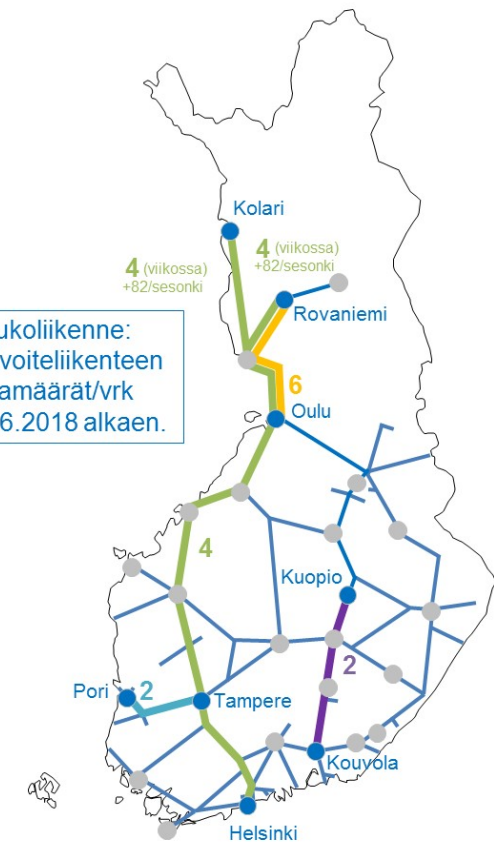 Kolari
4 (viikossa)
+82/sesonki
4 (viikossa)
+82/sesonki
Rovaniemi
ukoliikenne:
voiteliikenteen
amäärät/vrk
6.2018 alkaen.
6
Oulu
4
Kuopio
2
Pori
2
Tampere
Kouvola
Helsinki